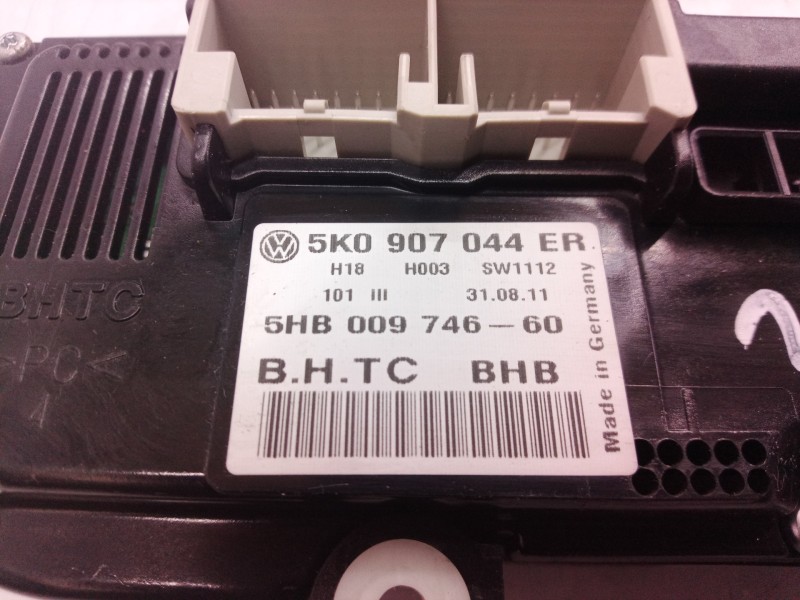 5K0 907 044 ER
H18 H003 SW1112
101 III 31.08.11
5HB 009 746-60
B.H.TC BHB
Made in Germany
BHTC
>PC<